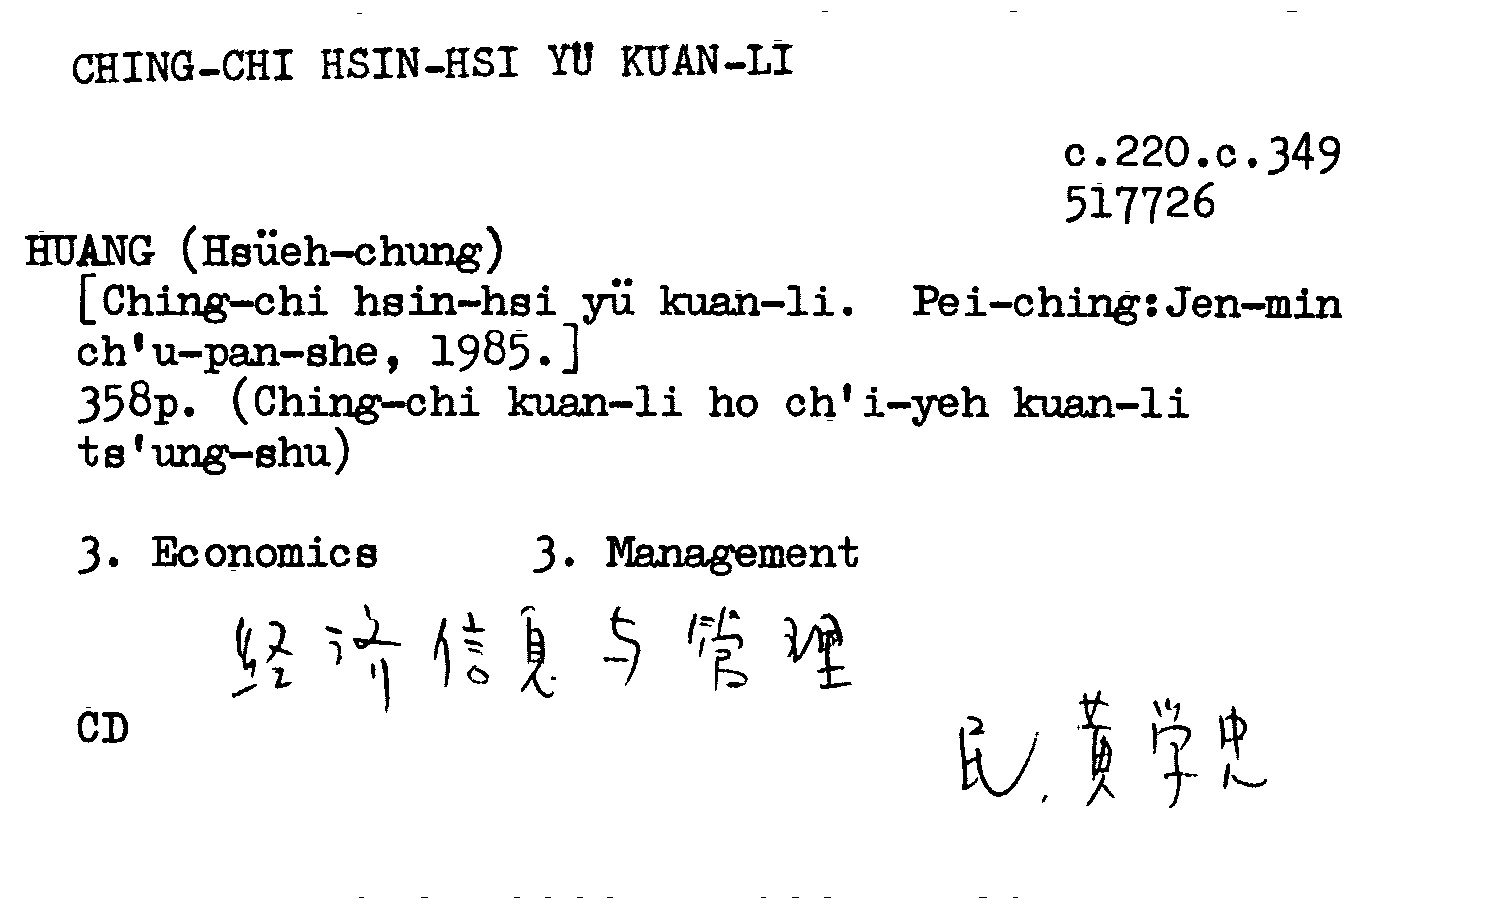 CHING-CHI HSIN-HSI YÜ KUAN-LI
c.220.c.349
517726
HUANG (Hsüeh-chung)
[Ching-chi hsin-hsi yü kuan-li. Pei-ching:Jen-min
ch'u-pan-she, 1985.]
358p. (Ching-chi kuan-li ho ch'i-yeh kuan-li
ts'ung-shu)
3. Economics 3. Management
经济信息与管理
CD
民. 黄学忠